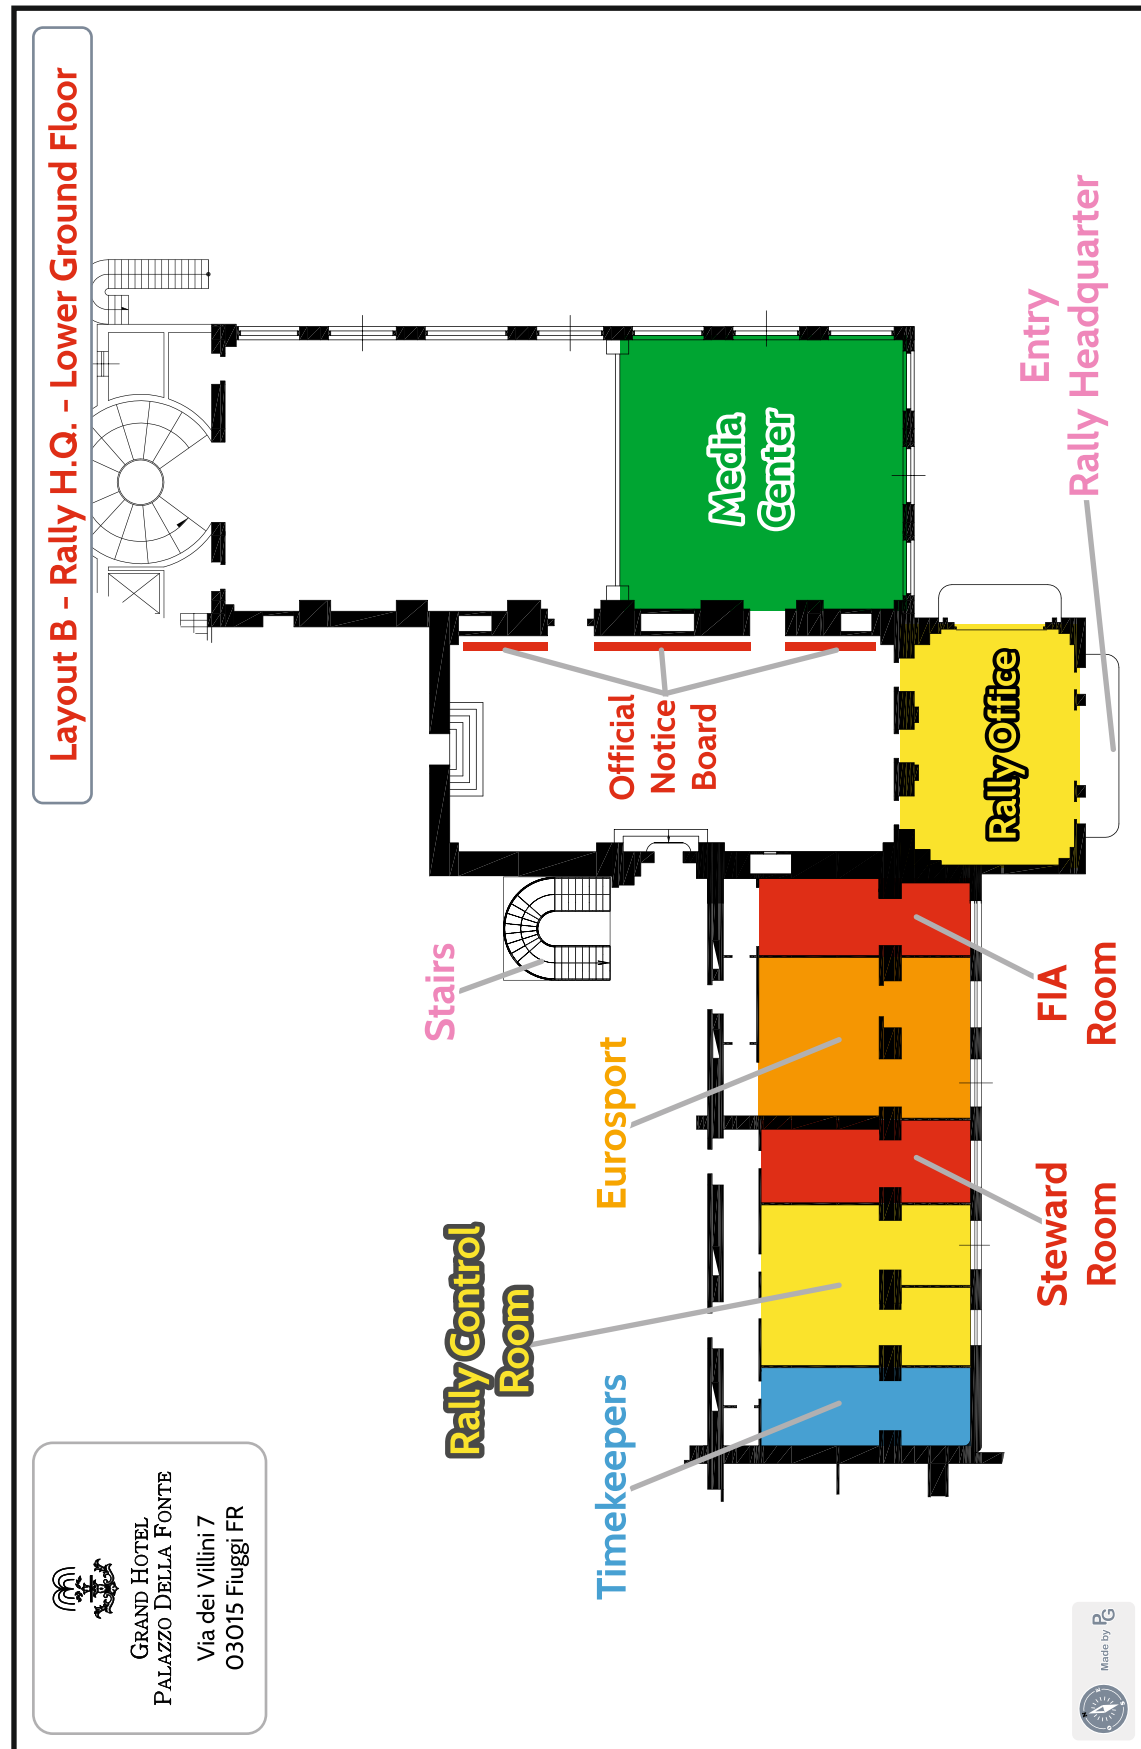 Layout B - Rally H.Q. - Lower Ground Floor
GRAND HOTEL
PALAZZO DELLA FONTE
Via dei Villini 7
03015 Fiuggi FR
Stairs
Rally Control
Room
Eurosport
Timekeepers
Official
Notice
Board
Media
Center
Rally Office
Entry
Rally Headquarter
FIA
Room
Steward
Room
Made by PG